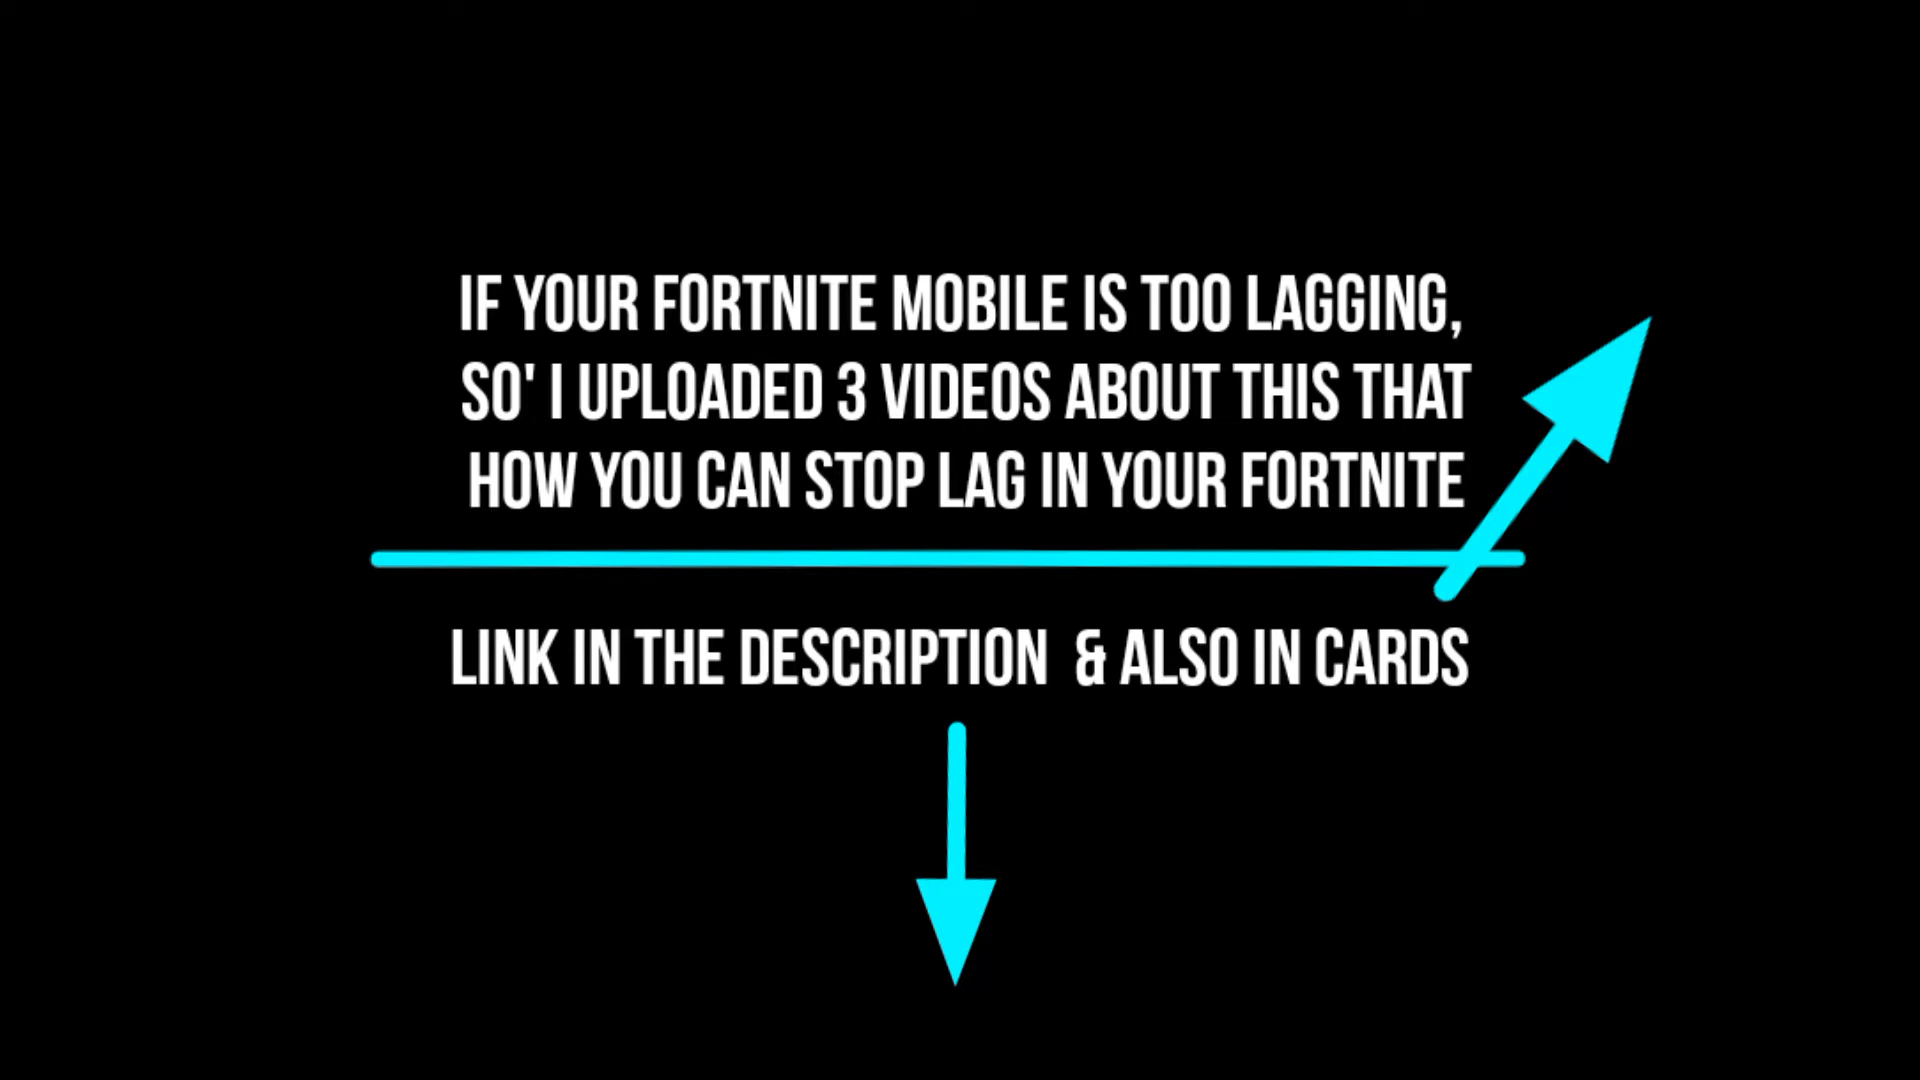 IF YOUR FORTNITE MOBILE IS TOO LAGGING,
SO' I UPLOADED 3 VIDEOS ABOUT THIS THAT
HOW YOU CAN STOP LAG IN YOUR FORTNITE
LINK IN THE DESCRIPTION & ALSO IN CARDS